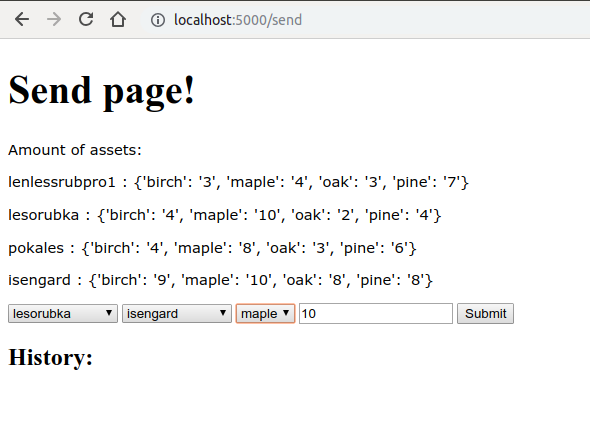 localhost:5000/send
Send page!
Amount of assets:
lenlessrubpro1 : {'birch': '3', 'maple': '4', 'oak': '3', 'pine': '7'}
lesorubka : {'birch': '4', 'maple': '10', 'oak': '2', 'pine': '4'}
pokales : {'birch': '4', 'maple': '8', 'oak': '3', 'pine': '6'}
isengard : {'birch': '9', 'maple': '10', 'oak': '8', 'pine': '8'}
lesorubka isengard maple 10 Submit
History: